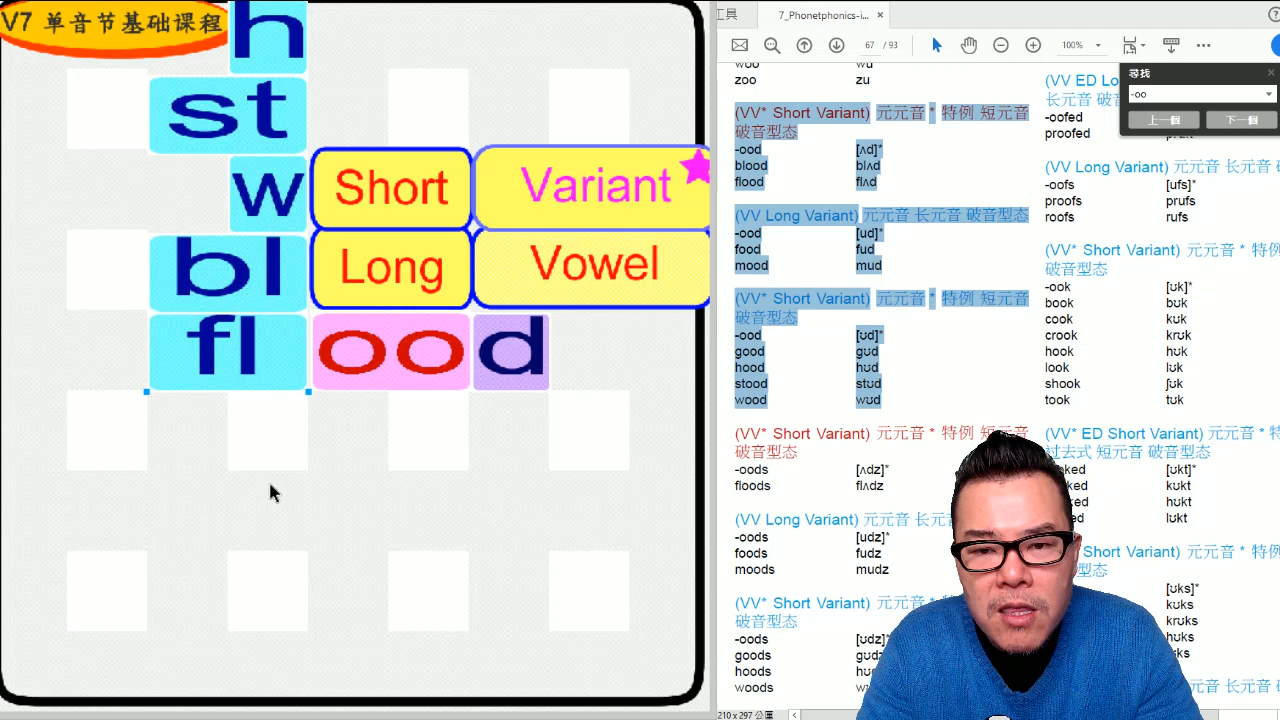 V7 单音节基础课程
h
st
w
Short
Variant
bl
Long
Vowel
fl
oo
d
工具
7_Phonetphonics-i...
×
67 / 93
100%
尋找
-oo
上一個
下一個
woo wu
zoo zu
(VV* Short Variant) 元元音 * 特例 短元音
破音型态
-ood [ʌd]*
blood blʌd
flood flʌd
(VV Long Variant) 元元音 长元音 破音型态
-ood [ud]*
food fud
mood mud
(VV* Short Variant) 元元音 * 特例 短元音
破音型态
-ood [ʊd]*
good gʊd
hood hʊd
stood stʊd
wood wʊd
(VV* Short Variant) 元元音 * 特例 短元音
破音型态
-oods [ʌdz]*
floods flʌdz
(VV Long Variant) 元元音 长元
-oods [udz]*
foods fudz
moods mudz
(VV* Short Variant) 元元音 *
破音型态
-oods [ʊdz]*
goods
hoods
woods
(VV ED Lo
长元音 破
-oofed
proofed
(VV Long Variant) 元元音 长元音 破
-oofs [ufs]*
proofs prufs
roofs rufs
(VV* Short Variant) 元元音 * 特例
破音型态
-ook [ʊk]*
book bʊk
cook kʊk
crook krʊk
hook hʊk
look lʊk
shook ʃʊk
took tʊk
(VV* ED Short Variant) 元元音 * 特
过去式 短元音 破音型态
[ʊkt]*
kʊkt
hʊkt
lʊkt
Short Variant) 元元音 * 特例
音型态
[ʊks]*
kʊks
krʊks
hʊks
元音 长元
210 x 297 公厘